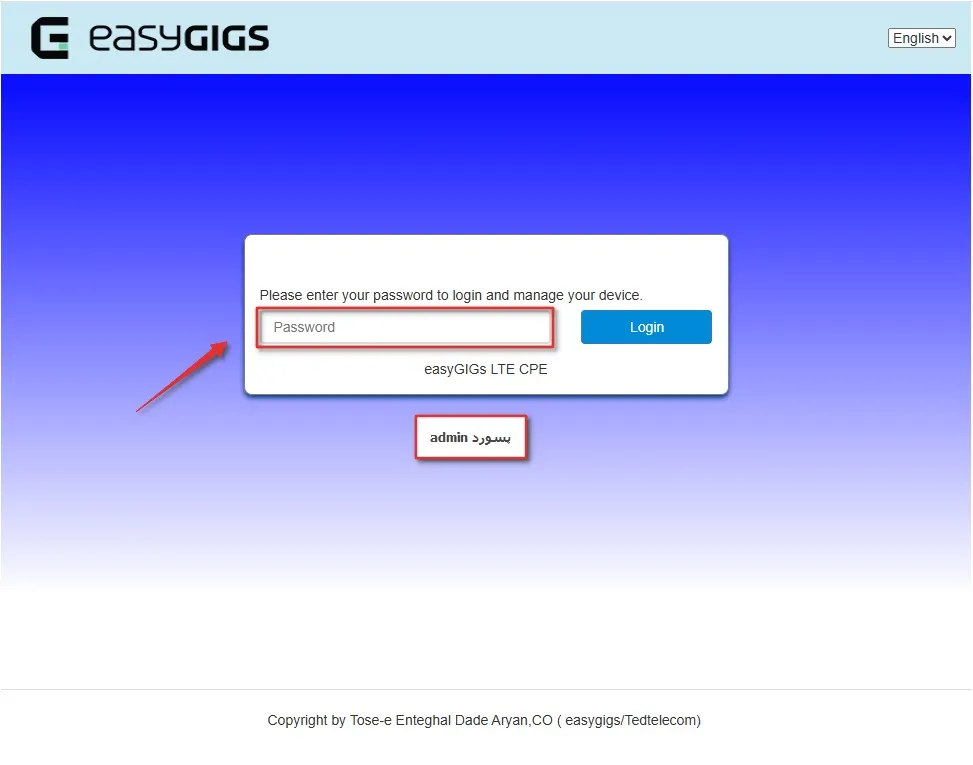 easyGIGS
English
Please enter your password to login and manage your device.
Password
Login
easyGIGs LTE CPE
پسورد admin
Copyright by Tose-e Enteghal Dade Aryan,CO ( easygigs/Tedtelecom)